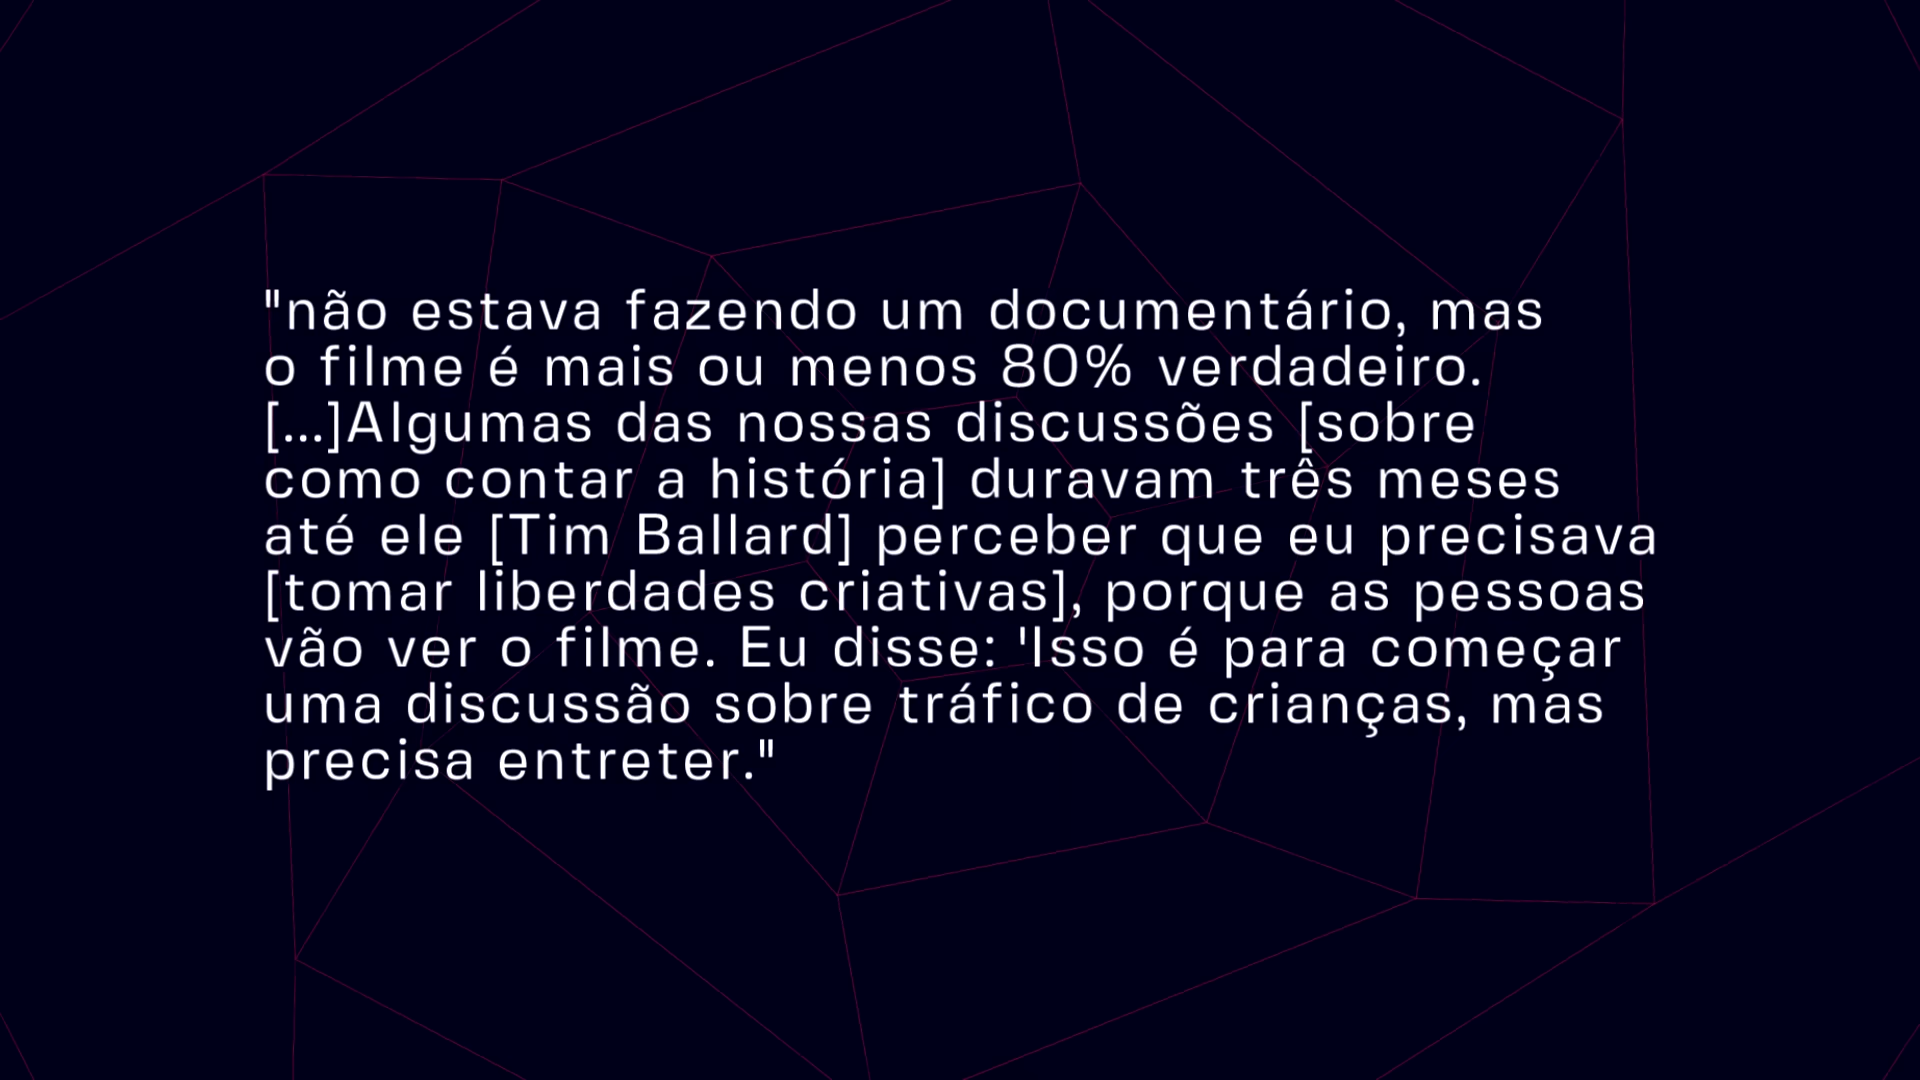 "não estava fazendo um documentário, mas
o filme é mais ou menos 80% verdadeiro.
[...]Algumas das nossas discussões [sobre
como contar a história] duravam três meses
até ele [Tim Ballard] perceber que eu precisava
[tomar liberdades criativas], porque as pessoas
vão ver o filme. Eu disse: 'Isso é para começar
uma discussão sobre tráfico de crianças, mas
precisa entreter."